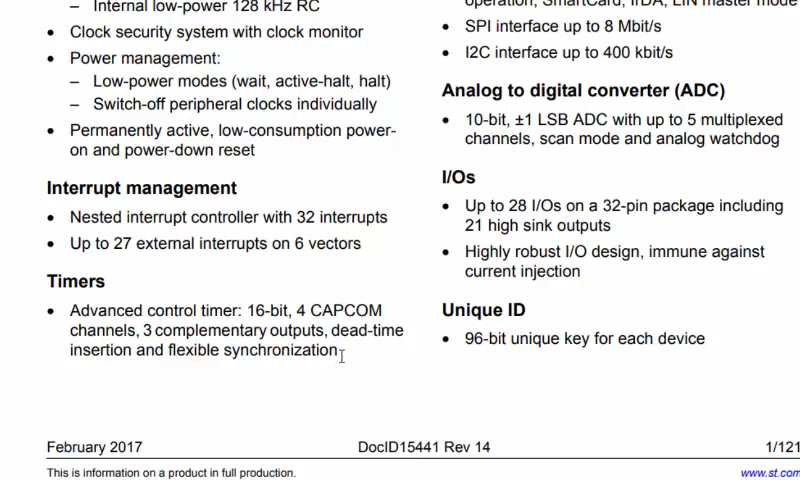 – Internal low-power 128 kHz RC
• Clock security system with clock monitor
• Power management:
– Low-power modes (wait, active-halt, halt)
– Switch-off peripheral clocks individually
• Permanently active, low-consumption power-
on and power-down reset
Interrupt management
• Nested interrupt controller with 32 interrupts
• Up to 27 external interrupts on 6 vectors
Timers
• Advanced control timer: 16-bit, 4 CAPCOM
channels, 3 complementary outputs, dead-time
insertion and flexible synchronization
operation, SmartCard, IrDA, LIN master mode
• SPI interface up to 8 Mbit/s
• I2C interface up to 400 kbit/s
Analog to digital converter (ADC)
• 10-bit, ±1 LSB ADC with up to 5 multiplexed
channels, scan mode and analog watchdog
I/Os
• Up to 28 I/Os on a 32-pin package including
21 high sink outputs
• Highly robust I/O design, immune against
current injection
Unique ID
• 96-bit unique key for each device
February 2017 DocID15441 Rev 14 1/121
This is information on a product in full production. www.st.com